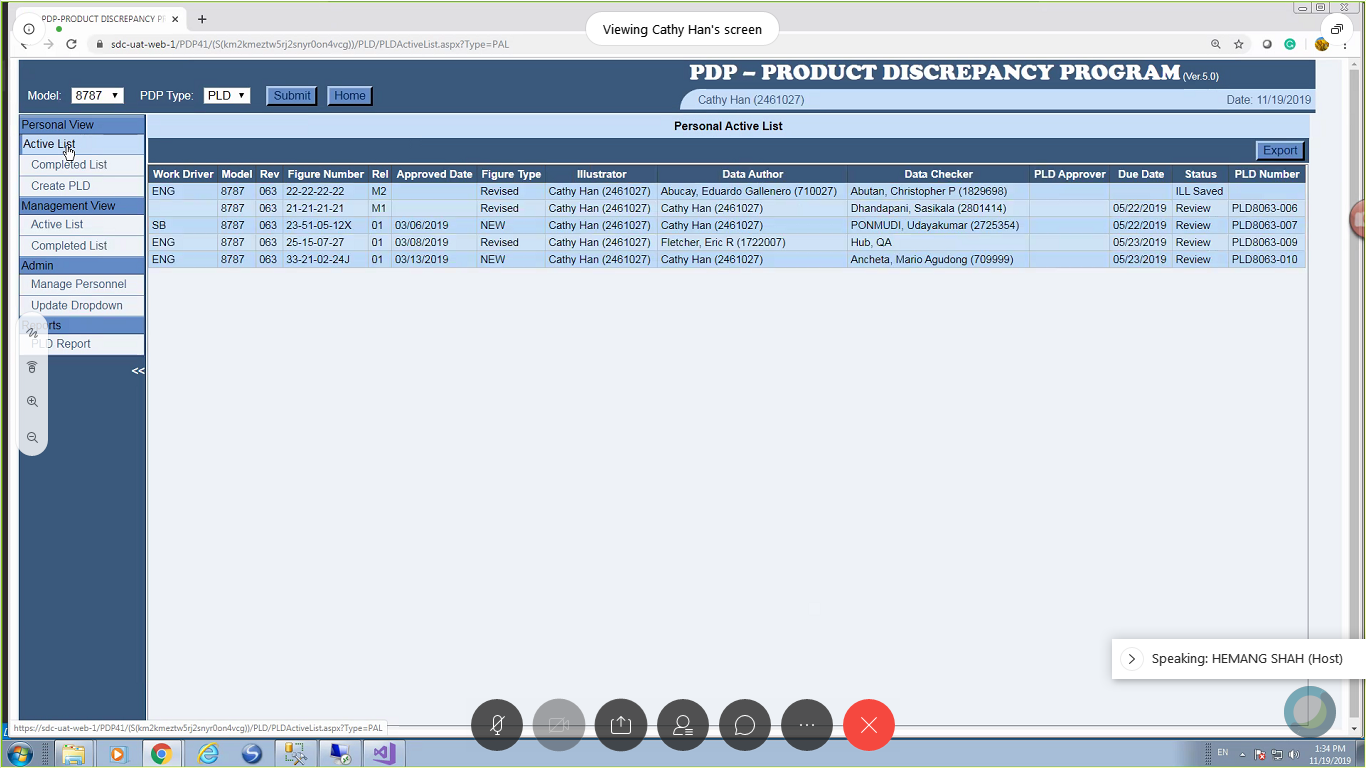 PDP-PRODUCT DISCREPANCY P
Viewing Cathy Han's screen
sdc-uat-web-1/PDP41/(S(km2kmeztw5rj2snyr0on4vcg))/PLD/PLDActiveList.aspx?Type=PAL
PDP – PRODUCT DISCREPANCY PROGRAM (Ver.5.0)
Model: 8787 PDP Type: PLD Submit Home
Cathy Han (2461027) Date: 11/19/2019
Personal View
Active List
Completed List
Create PLD
Management View
Active List
Completed List
Admin
Manage Personnel
Update Dropdown
Reports
PLD Report
<<
Personal Active List
Export
Work Driver Model Rev Figure Number Rel Approved Date Figure Type Illustrator Data Author Data Checker PLD Approver Due Date Status PLD Number
ENG 8787 063 22-22-22-22 M2 Revised Cathy Han (2461027) Abucay, Eduardo Gallenero (710027) Abutan, Christopher P (1829698) ILL Saved
8787 063 21-21-21-21 M1 Revised Cathy Han (2461027) Cathy Han (2461027) Dhandapani, Sasikala (2801414) 05/22/2019 Review PLD8063-006
SB 8787 063 23-51-05-12X 01 03/06/2019 NEW Cathy Han (2461027) Cathy Han (2461027) PONMUDI, Udayakumar (2725354) 05/22/2019 Review PLD8063-007
ENG 8787 063 25-15-07-27 01 03/08/2019 Revised Cathy Han (2461027) Fletcher, Eric R (1722007) Hub, QA 05/23/2019 Review PLD8063-009
ENG 8787 063 33-21-02-24J 01 03/13/2019 NEW Cathy Han (2461027) Cathy Han (2461027) Ancheta, Mario Agudong (709999) 05/23/2019 Review PLD8063-010
Speaking: HEMANG SHAH (Host)
https://sdc-uat-web-1/PDP41/(S(km2kmeztw5rj2snyr0on4vcg))/PLD/PLDActiveList.aspx?Type=PAL
EN 1:34 PM
11/19/2019